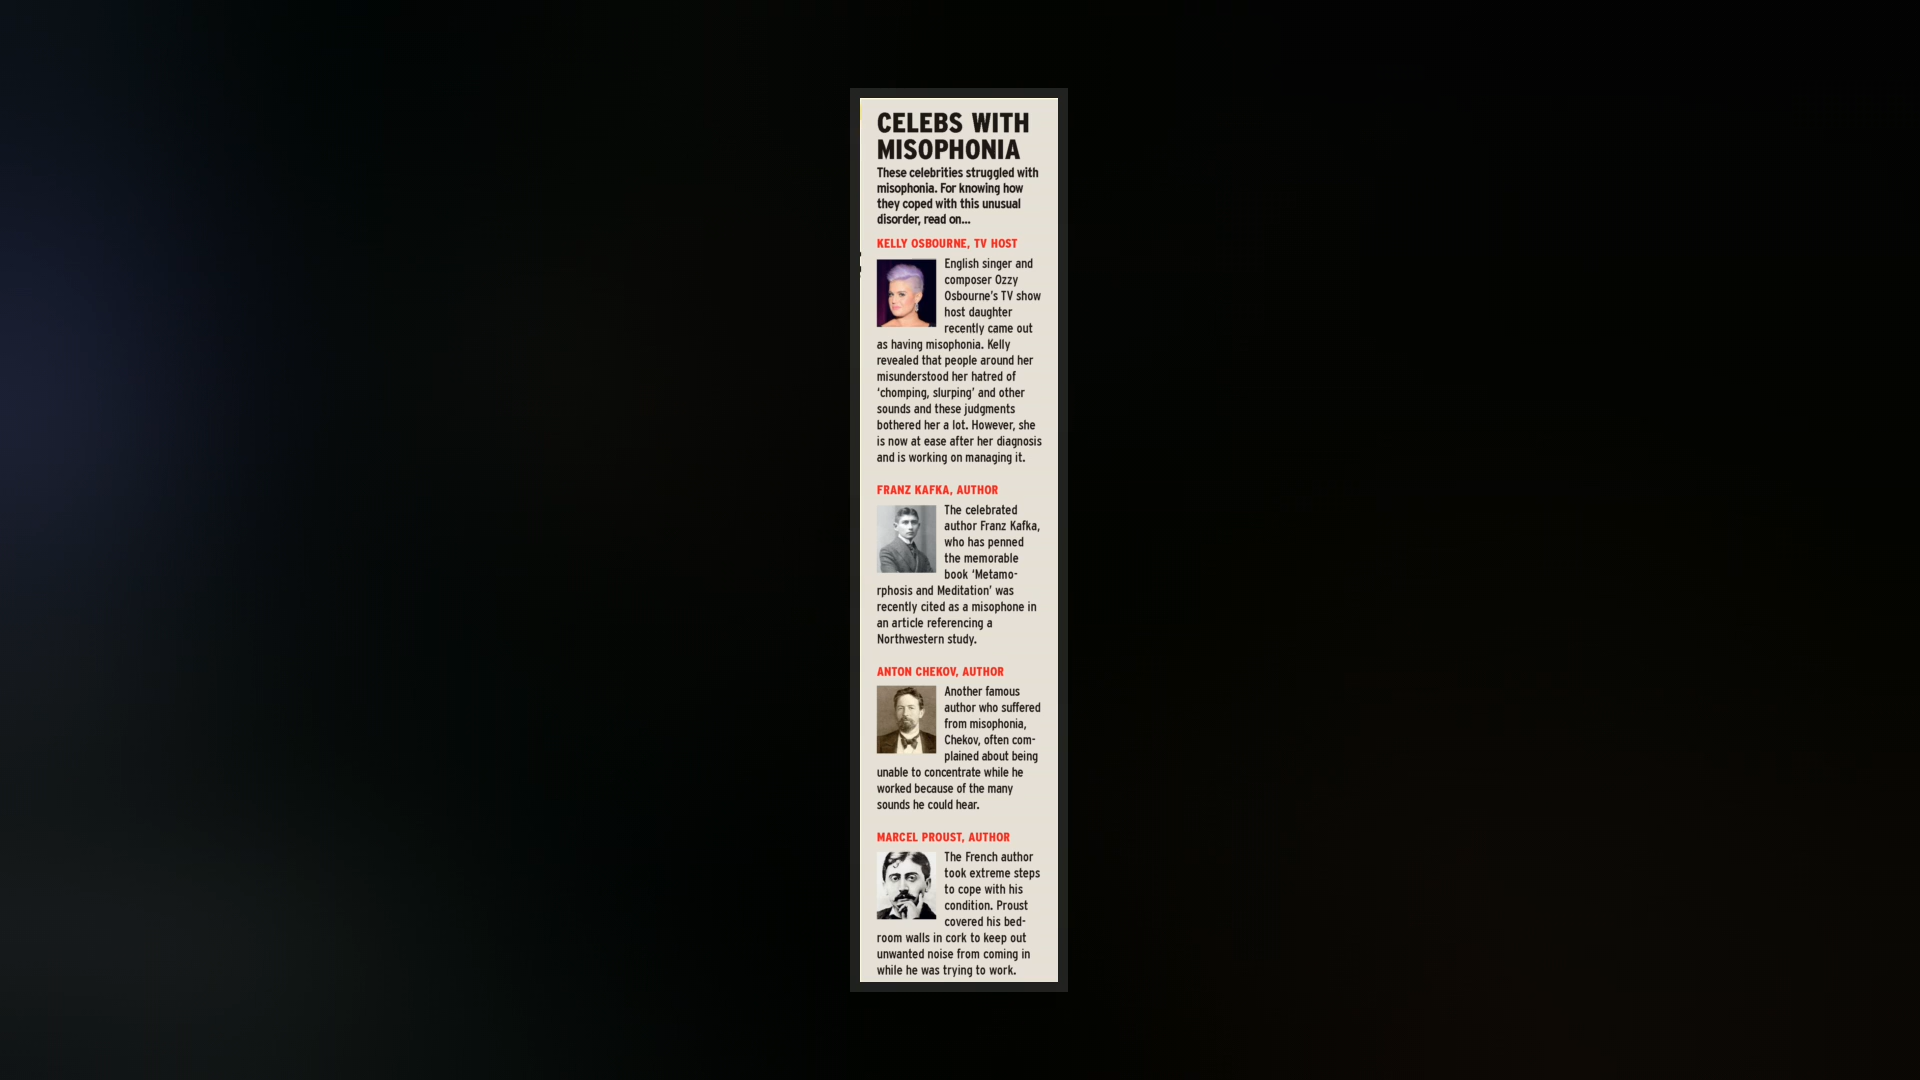 CELEBS WITH
MISOPHONIA
These celebrities struggled with
misophonia. For knowing how
they coped with this unusual
disorder, read on...
KELLY OSBOURNE, TV HOST
English singer and
composer Ozzy
Osbourne's TV show
host daughter
recently came out
as having misophonia. Kelly
revealed that people around her
misunderstood her hatred of
‘chomping, slurping’ and other
sounds and these judgments
bothered her a lot. However, she
is now at ease after her diagnosis
and is working on managing it.
FRANZ KAFKA, AUTHOR
The celebrated
author Franz Kafka,
who has penned
the memorable
book ‘Metamo-
rphosis and Meditation’ was
recently cited as a misophone in
an article referencing a
Northwestern study.
ANTON CHEKOV, AUTHOR
Another famous
author who suffered
from misophonia,
Chekov, often com-
plained about being
unable to concentrate while he
worked because of the many
sounds he could hear.
MARCEL PROUST, AUTHOR
The French author
took extreme steps
to cope with his
condition. Proust
covered his bed-
room walls in cork to keep out
unwanted noise from coming in
while he was trying to work.